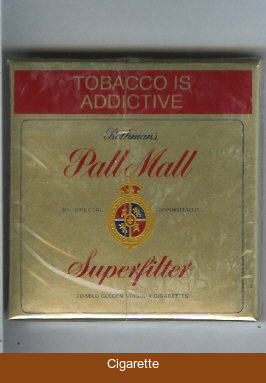 TOBACCO IS
ADDICTIVE
Rothmans
Pall Mall
BY SPECIAL APPOINTMENT
Superfilter
20 MILD GOLDEN VIRGINIA CIGARETTES
Cigarette